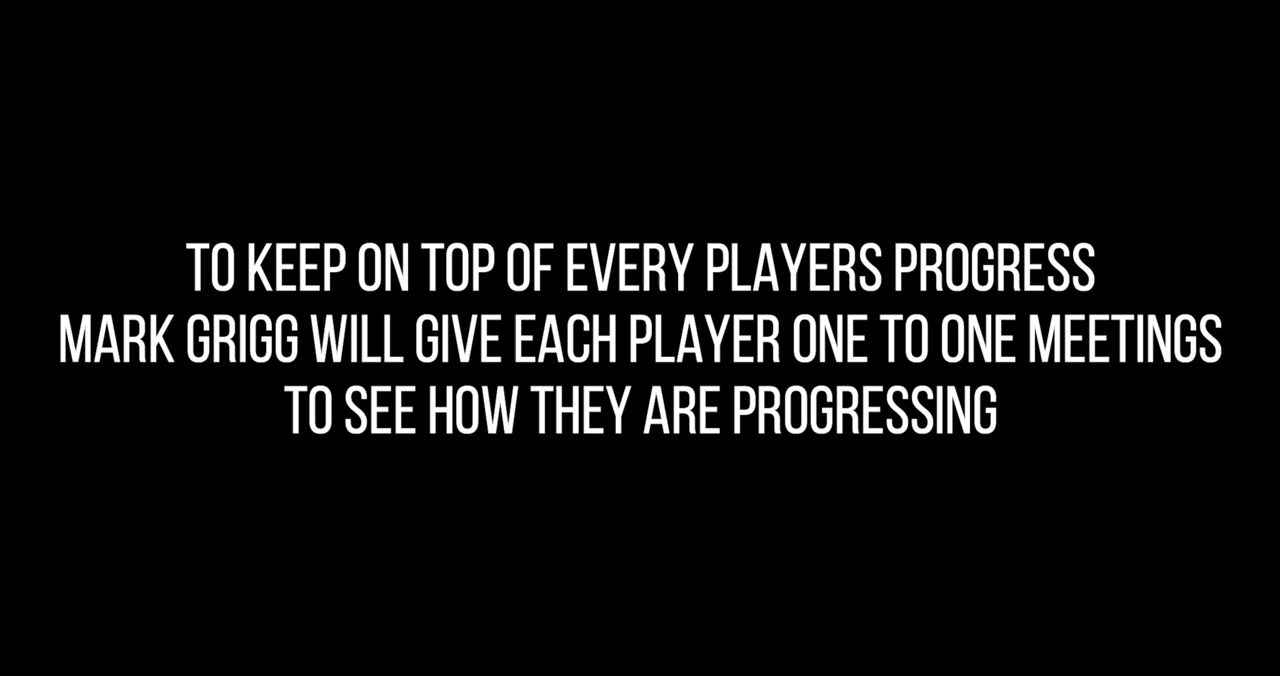 TO KEEP ON TOP OF EVERY PLAYERS PROGRESS
MARK GRIGG WILL GIVE EACH PLAYER ONE TO ONE MEETINGS
TO SEE HOW THEY ARE PROGRESSING